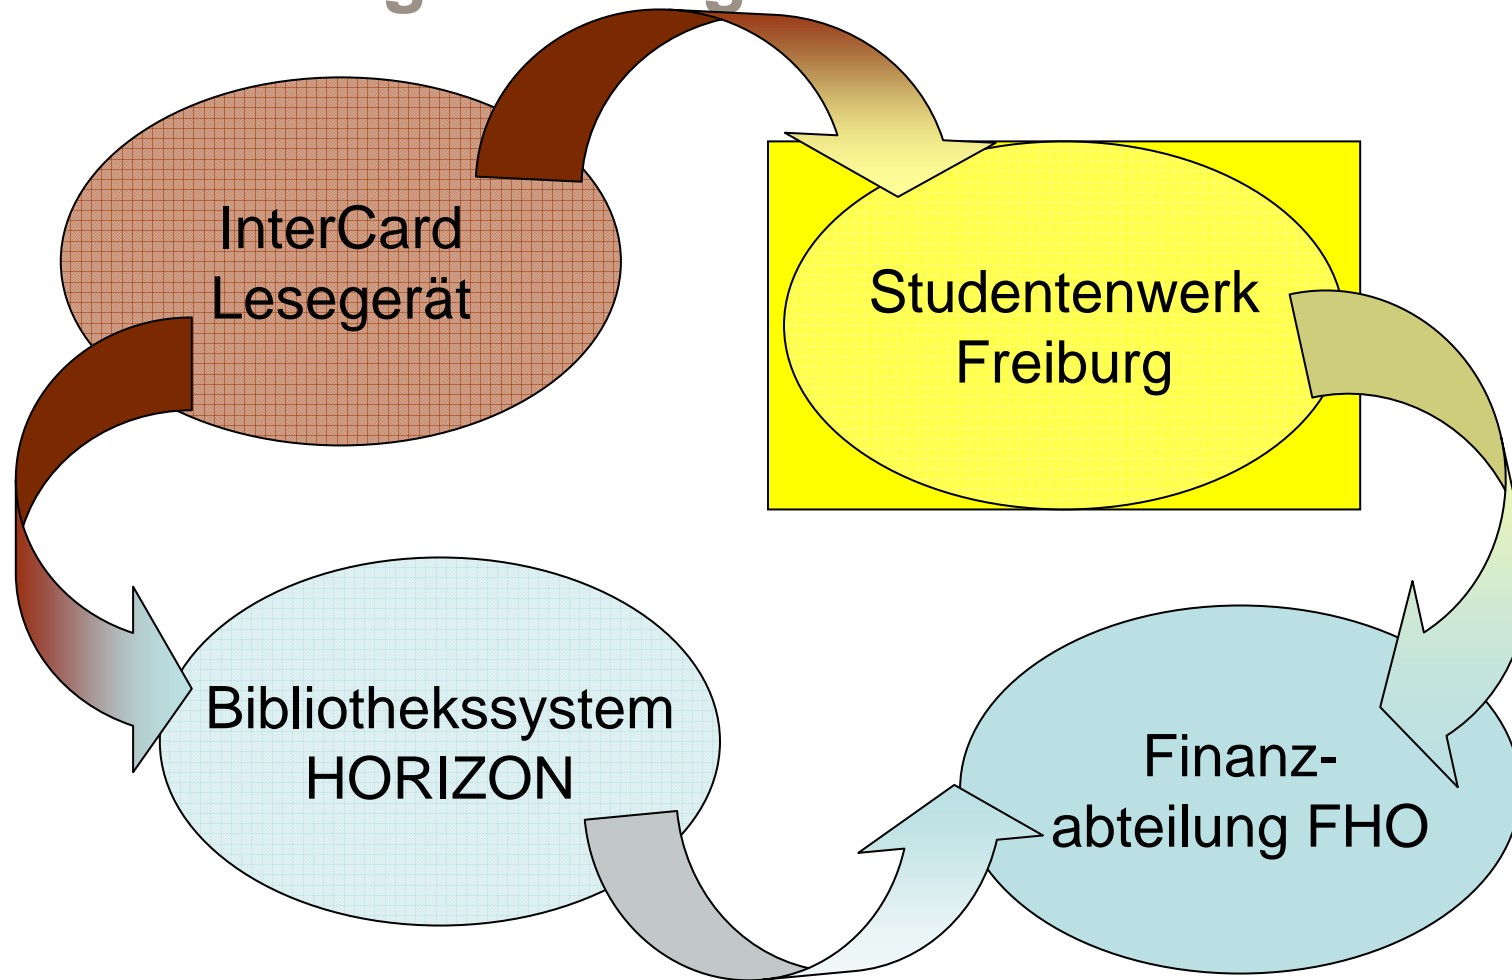 InterCard
Lesegerät
Studentenwerk
Freiburg
Bibliothekssystem
HORIZON
Finanz-
abteilung FHO